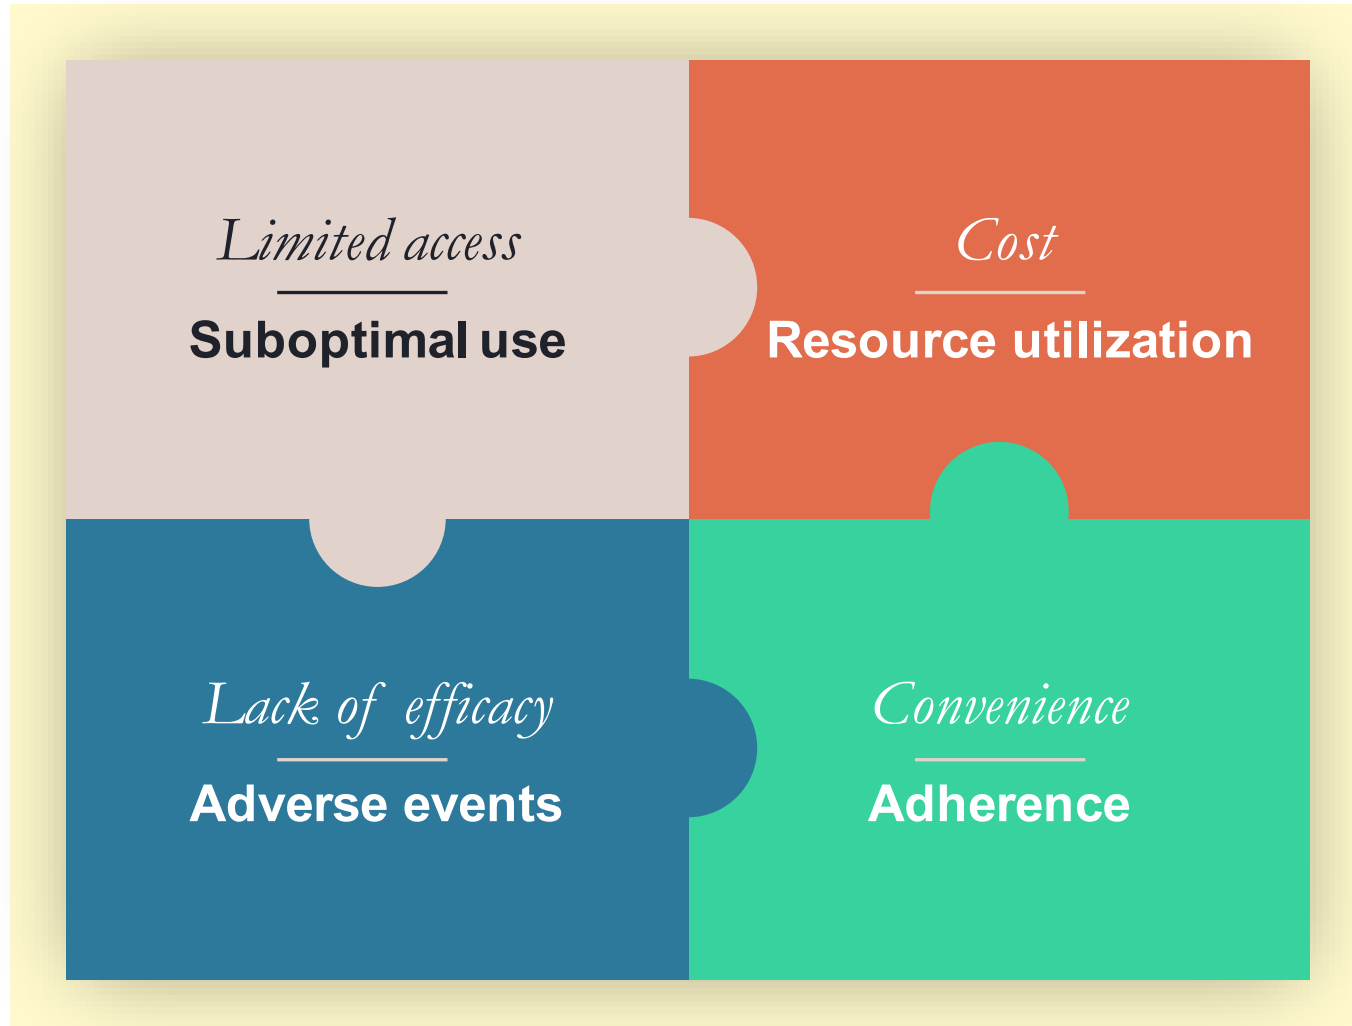 Limited access
Suboptimal use
Cost
Resource utilization
Lack of efficacy
Adverse events
Convenience
Adherence